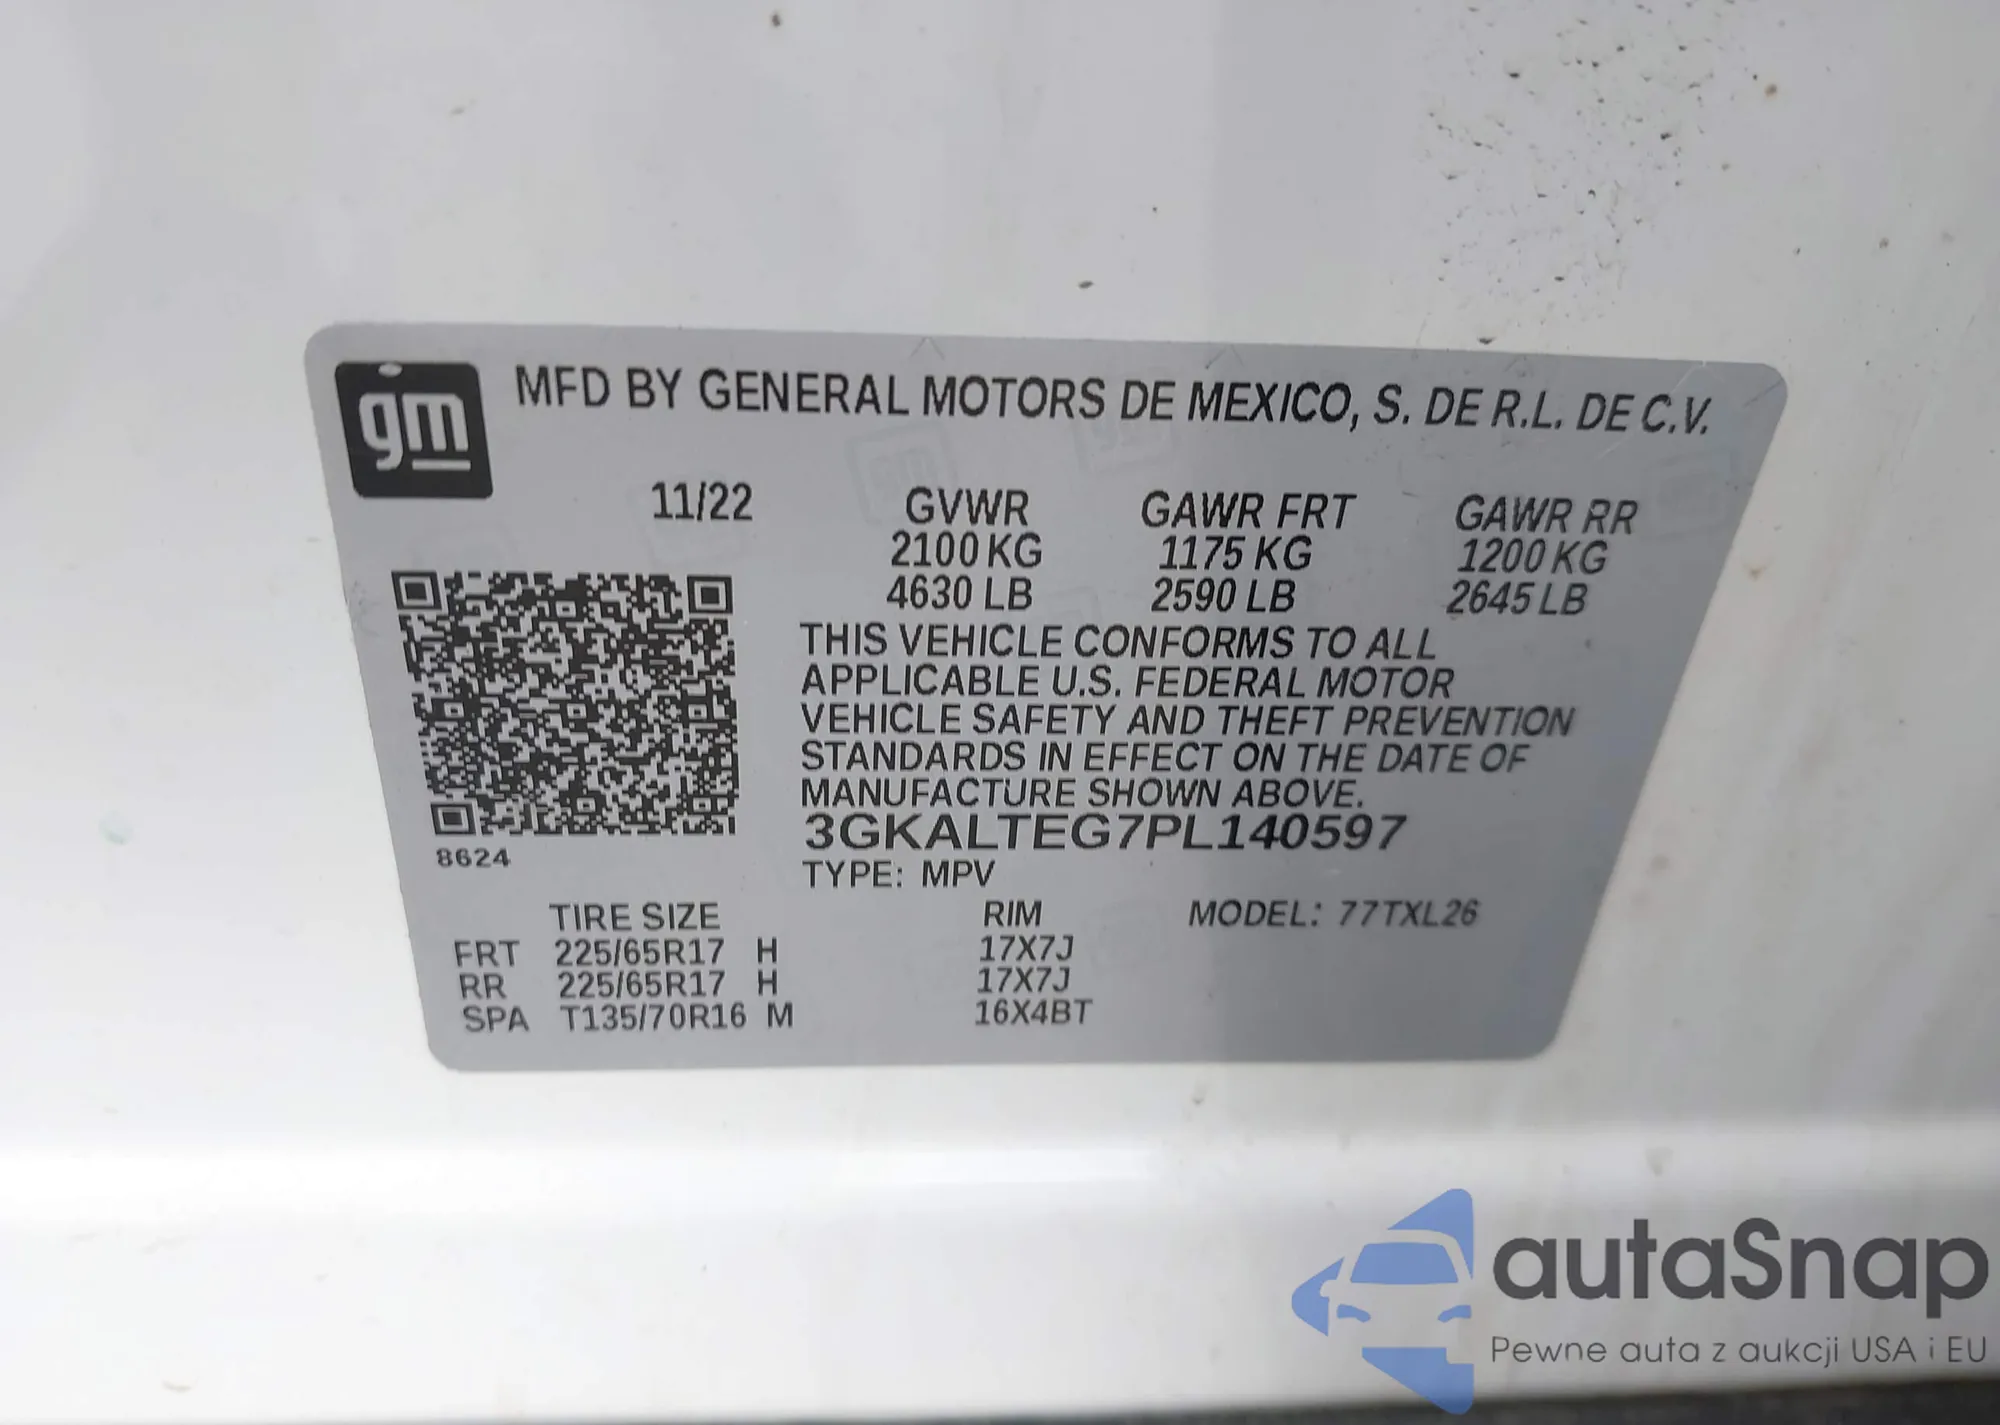 gm
MFD BY GENERAL MOTORS DE MEXICO, S. DE R.L. DE C.V.
11/22 GVWR GAWR FRT GAWR RR
2100 KG 1175 KG 1200 KG
4630 LB 2590 LB 2645 LB
THIS VEHICLE CONFORMS TO ALL
APPLICABLE U.S. FEDERAL MOTOR
VEHICLE SAFETY AND THEFT PREVENTION
STANDARDS IN EFFECT ON THE DATE OF
MANUFACTURE SHOWN ABOVE.
3GKALTEG7PL140597
8624
TYPE: MPV
TIRE SIZE RIM MODEL: 77TXL26
FRT 225/65R17 H 17X7J
RR 225/65R17 H 17X7J
SPA T135/70R16 M 16X4BT
autaSnap
Pewne auta z aukcji USA i EU